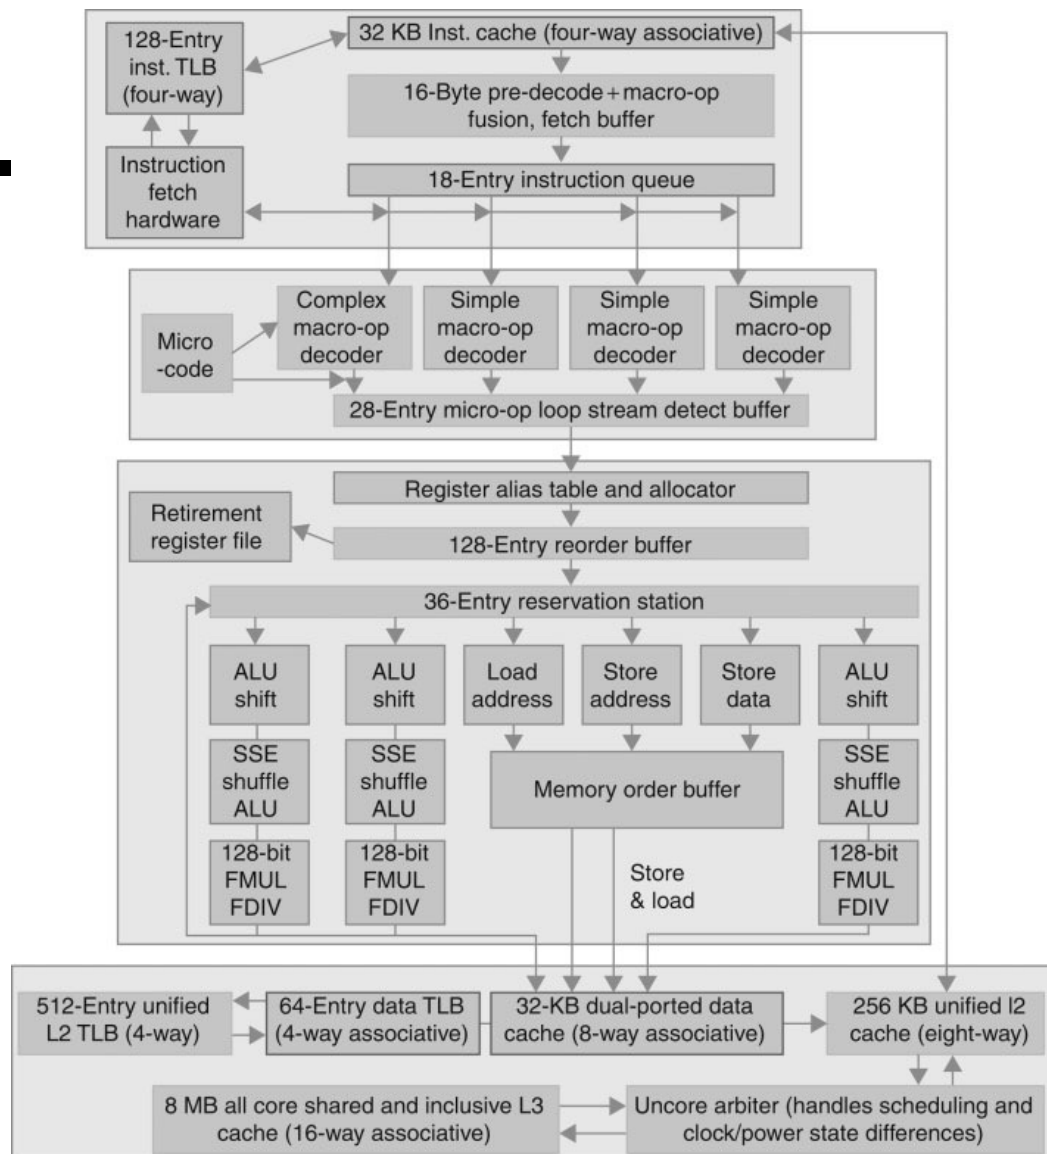 128-Entry
inst. TLB
(four-way)
32 KB Inst. cache (four-way associative)
16-Byte pre-decode+macro-op
fusion, fetch buffer
Instruction
fetch
hardware
18-Entry instruction queue
Micro
-code
Complex
macro-op
decoder
Simple
macro-op
decoder
Simple
macro-op
decoder
Simple
macro-op
decoder
28-Entry micro-op loop stream detect buffer
Register alias table and allocator
Retirement
register file
128-Entry reorder buffer
36-Entry reservation station
ALU
shift
ALU
shift
Load
address
Store
address
Store
data
ALU
shift
SSE
shuffle
ALU
SSE
shuffle
ALU
Memory order buffer
SSE
shuffle
ALU
128-bit
FMUL
FDIV
128-bit
FMUL
FDIV
Store
& load
128-bit
FMUL
FDIV
512-Entry unified
L2 TLB (4-way)
64-Entry data TLB
(4-way associative)
32-KB dual-ported data
cache (8-way associative)
256 KB unified l2
cache (eight-way)
8 MB all core shared and inclusive L3
cache (16-way associative)
Uncore arbiter (handles scheduling and
clock/power state differences)